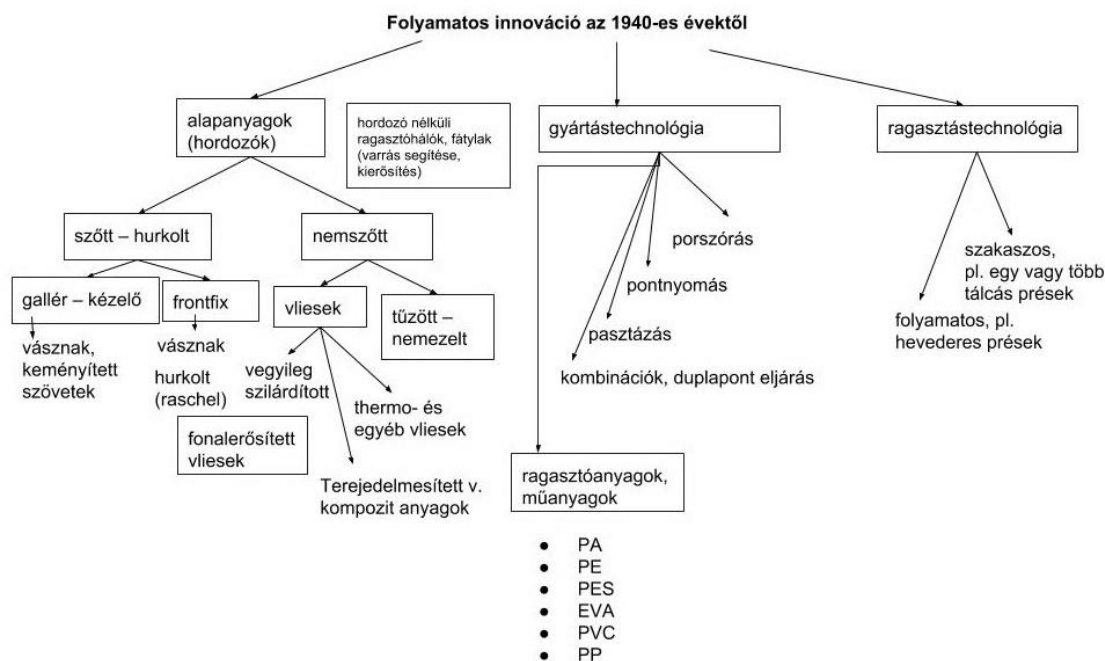 Folyamatos innováció az 1940-es évektől
alapanyagok
(hordozók)
hordozó nélküli
ragasztóhálók, fátylak
(varrás segítése,
kierősítés)
gyártástechnológia
ragasztástechnológia
szőtt – hurkolt
nemszőtt
gallér – kézelő
frontfix
vliesek
tűzött –
nemezelt
vásznak,
keményített
szövetek
vásznak
hurkolt
(raschel)
fonalerősített
vliesek
vegyileg
szilárdított
thermo- és
egyéb vliesek
Terejedelmesített v.
kompozit anyagok
porszórás
pontnyomás
pasztázás
kombinációk, duplapont eljárás
ragasztóanyagok,
műanyagok
● PA
● PE
● PES
● EVA
● PVC
● PP
szakaszos,
pl. egy vagy több
tálcás prések
folyamatos, pl.
hevederes prések